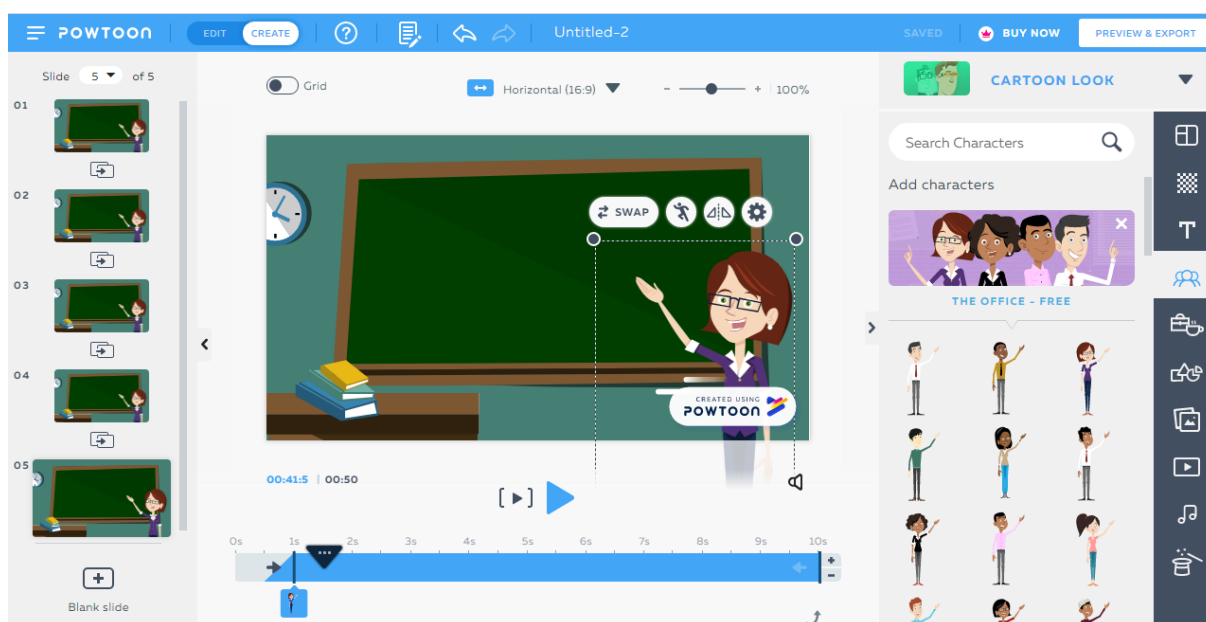 POWTOON
EDIT
CREATE
?
Untitled-2
SAVED
BUY NOW
PREVIEW & EXPORT
Slide 5 of 5
01
02
03
04
05
Blank slide
Grid
Horizontal (16:9)
- + 100%
SWAP
CREATED USING
POWTOON
00:41:5 | 00:50
0s 1s 2s 3s 4s 5s 6s 7s 8s 9s 10s
+
-
CARTOON LOOK
Search Characters
Add characters
THE OFFICE - FREE
T